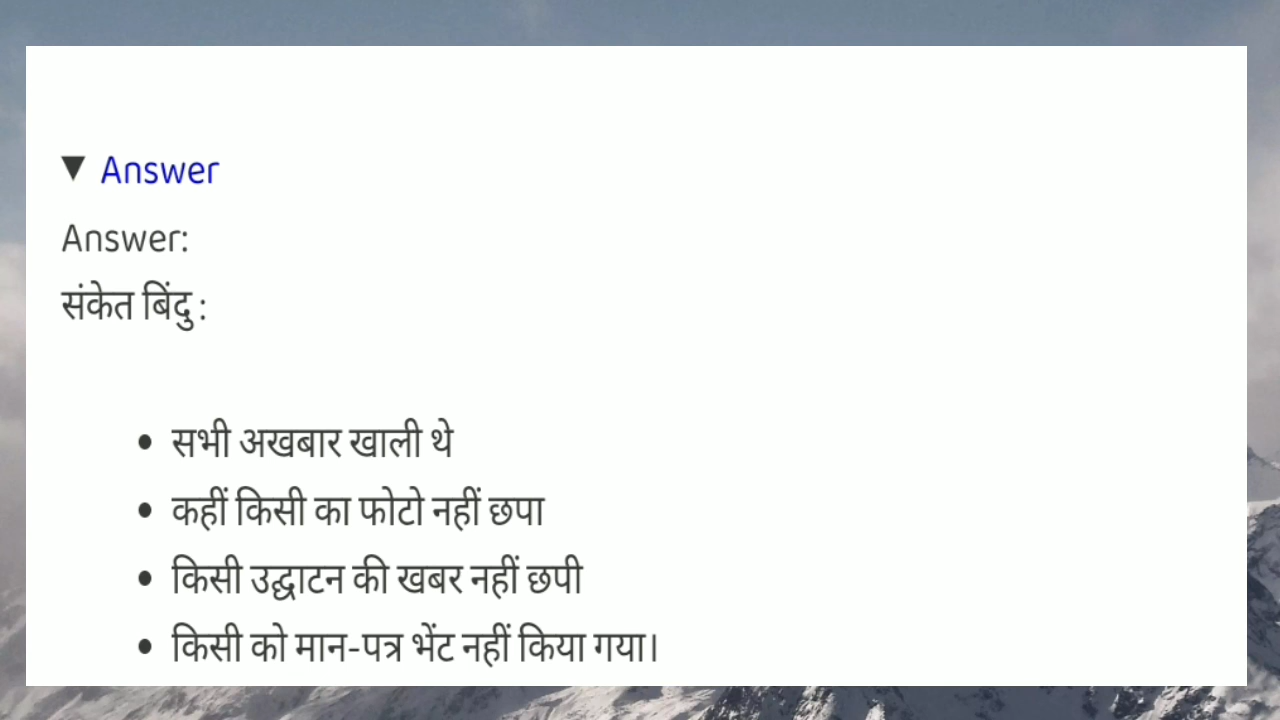 ▼ Answer
Answer:
संकेत बिंदु :
• सभी अखबार खाली थे
• कहीं किसी का फोटो नहीं छपा
• किसी उद्घाटन की खबर नहीं छपी
• किसी को मान-पत्र भेंट नहीं किया गया।